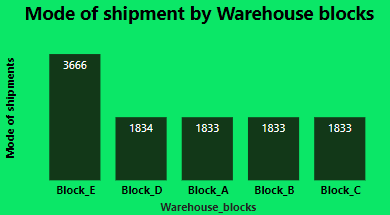 Mode of shipment by Warehouse blocks
Mode of shipments
3666
1834
1833
1833
1833
Block_E
Block_D
Block_A
Block_B
Block_C
Warehouse_blocks